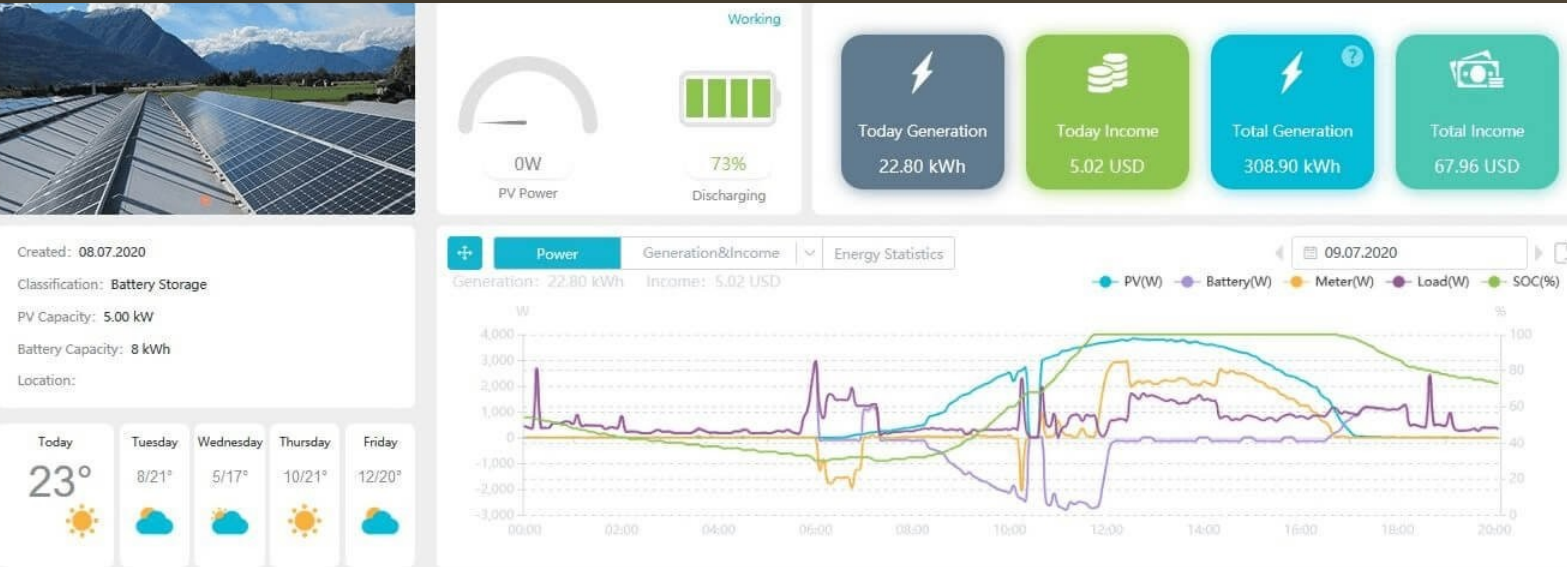 Working
0W
PV Power
73%
Discharging
Today Generation
22.80 kWh
Today Income
5.02 USD
?
Total Generation
308.90 kWh
Total Income
67.96 USD
Created: 08.07.2020
Classification: Battery Storage
PV Capacity: 5.00 kW
Battery Capacity: 8 kWh
Location:
Today
23°
Tuesday
8/21°
Wednesday
5/17°
Thursday
10/21°
Friday
12/20°
Power
Generation&Income
Energy Statistics
09.07.2020
Generation: 22.80 kWh Income: 5.02 USD
PV(W) Battery(W) Meter(W) Load(W) SOC(%)
W
%
4,000
3,000
2,000
1,000
0
-1,000
-2,000
-3,000
100
80
60
40
20
0
00:00 02:00 04:00 06:00 08:00 10:00 12:00 14:00 16:00 18:00 20:00